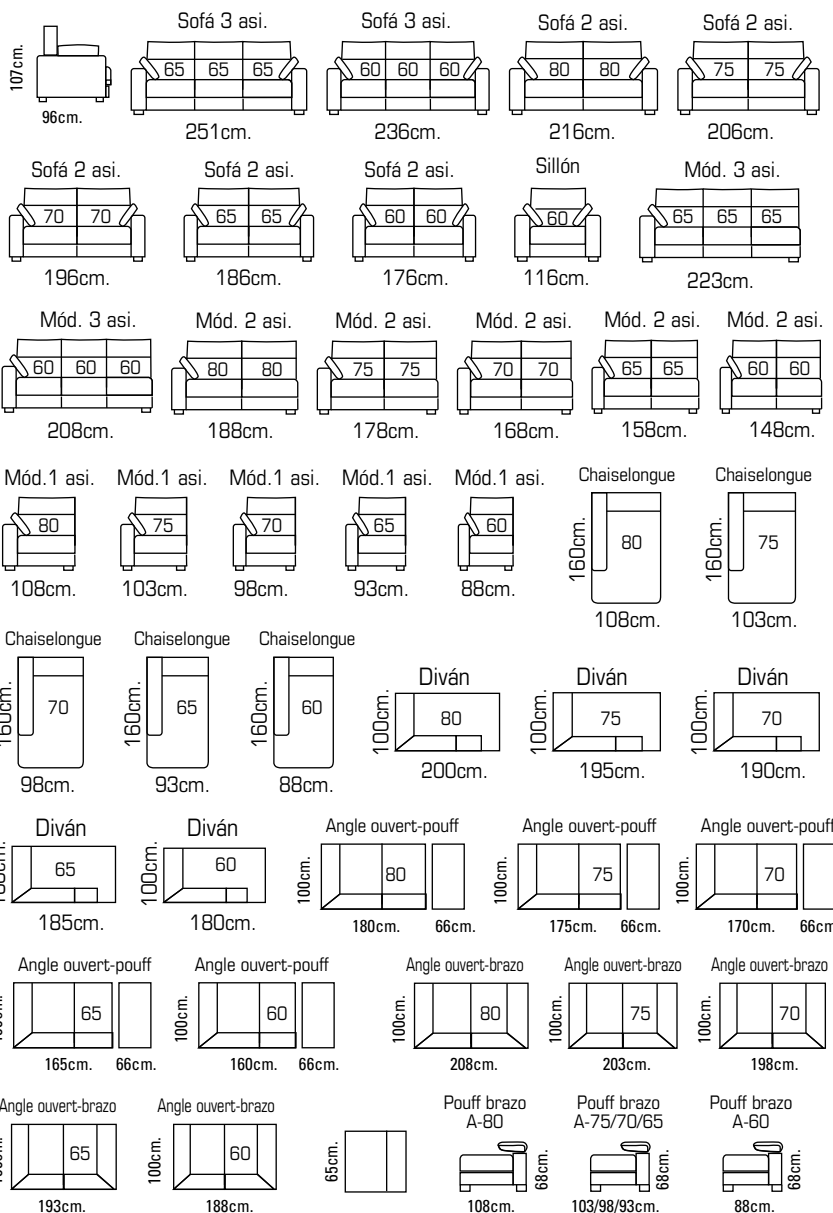 Sofá 3 asi. Sofá 3 asi. Sofá 2 asi. Sofá 2 asi.
107cm. 65 65 65 60 60 60 80 80 75 75
96cm. 251cm. 236cm. 216cm. 206cm.
Sofá 2 asi. Sofá 2 asi. Sofá 2 asi. Sillón Mód. 3 asi.
70 70 65 65 60 60 60 65 65 65
196cm. 186cm. 176cm. 116cm. 223cm.
Mód. 3 asi. Mód. 2 asi. Mód. 2 asi. Mód. 2 asi. Mód. 2 asi. Mód. 2 asi.
60 60 60 80 80 75 75 70 70 65 65 60 60
208cm. 188cm. 178cm. 168cm. 158cm. 148cm.
Mód.1 asi. Mód.1 asi. Mód.1 asi. Mód.1 asi. Mód.1 asi. Chaiselongue Chaiselongue
80 75 70 65 60 160cm. 80 160cm. 75
108cm. 103cm. 98cm. 93cm. 88cm. 108cm. 103cm.
Chaiselongue Chaiselongue Chaiselongue Diván Diván Diván
160cm. 70 160cm. 65 160cm. 60 100cm. 80 100cm. 75 100cm. 70
98cm. 93cm. 88cm. 200cm. 195cm. 190cm.
Diván Diván Angle ouvert-pouff Angle ouvert-pouff Angle ouvert-pouff
100cm. 65 100cm. 60 100cm. 80 100cm. 75 100cm. 70
185cm. 180cm. 180cm. 66cm. 175cm. 66cm. 170cm. 66cm
Angle ouvert-pouff Angle ouvert-pouff Angle ouvert-brazo Angle ouvert-brazo Angle ouvert-brazo
100cm. 65 100cm. 60 100cm. 80 100cm. 75 100cm. 70
165cm. 66cm. 160cm. 66cm. 208cm. 203cm. 198cm.
Angle ouvert-brazo Angle ouvert-brazo Pouff brazo Pouff brazo Pouff brazo
A-80 A-75/70/65 A-60
100cm. 65 100cm. 60 65cm. 68cm. 68cm. 68cm.
193cm. 188cm. 108cm. 103/98/93cm. 88cm.